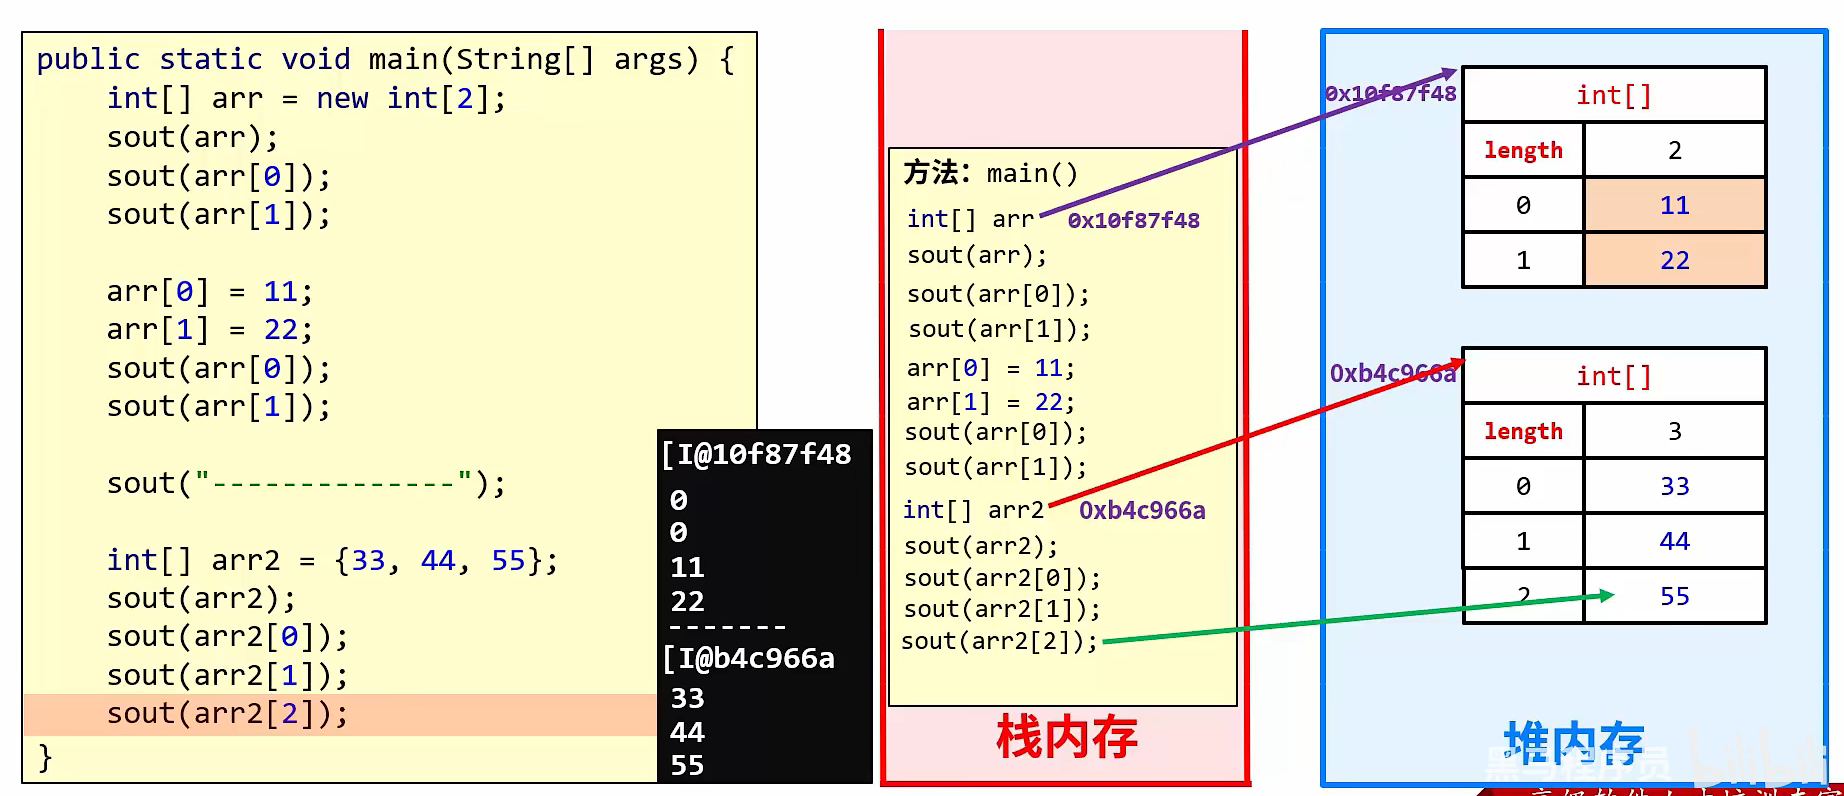 public static void main(String[] args) {
int[] arr = new int[2];
sout(arr);
sout(arr[0]);
sout(arr[1]);
arr[0] = 11;
arr[1] = 22;
sout(arr[0]);
sout(arr[1]);
sout("--------------");
int[] arr2 = {33, 44, 55};
sout(arr2);
sout(arr2[0]);
sout(arr2[1]);
sout(arr2[2]);
}
[I@10f87f48
0
0
11
22
-------
[I@b4c966a
33
44
55
方法：main()
int[] arr 0x10f87f48
sout(arr);
sout(arr[0]);
sout(arr[1]);
arr[0] = 11;
arr[1] = 22;
sout(arr[0]);
sout(arr[1]);
int[] arr2 0xb4c966a
sout(arr2);
sout(arr2[0]);
sout(arr2[1]);
sout(arr2[2]);
栈内存
0x10f87f48
int[]
length 2
0 11
1 22
0xb4c966a
int[]
length 3
0 33
1 44
2 55
堆内存
黑马程序员 bilibili